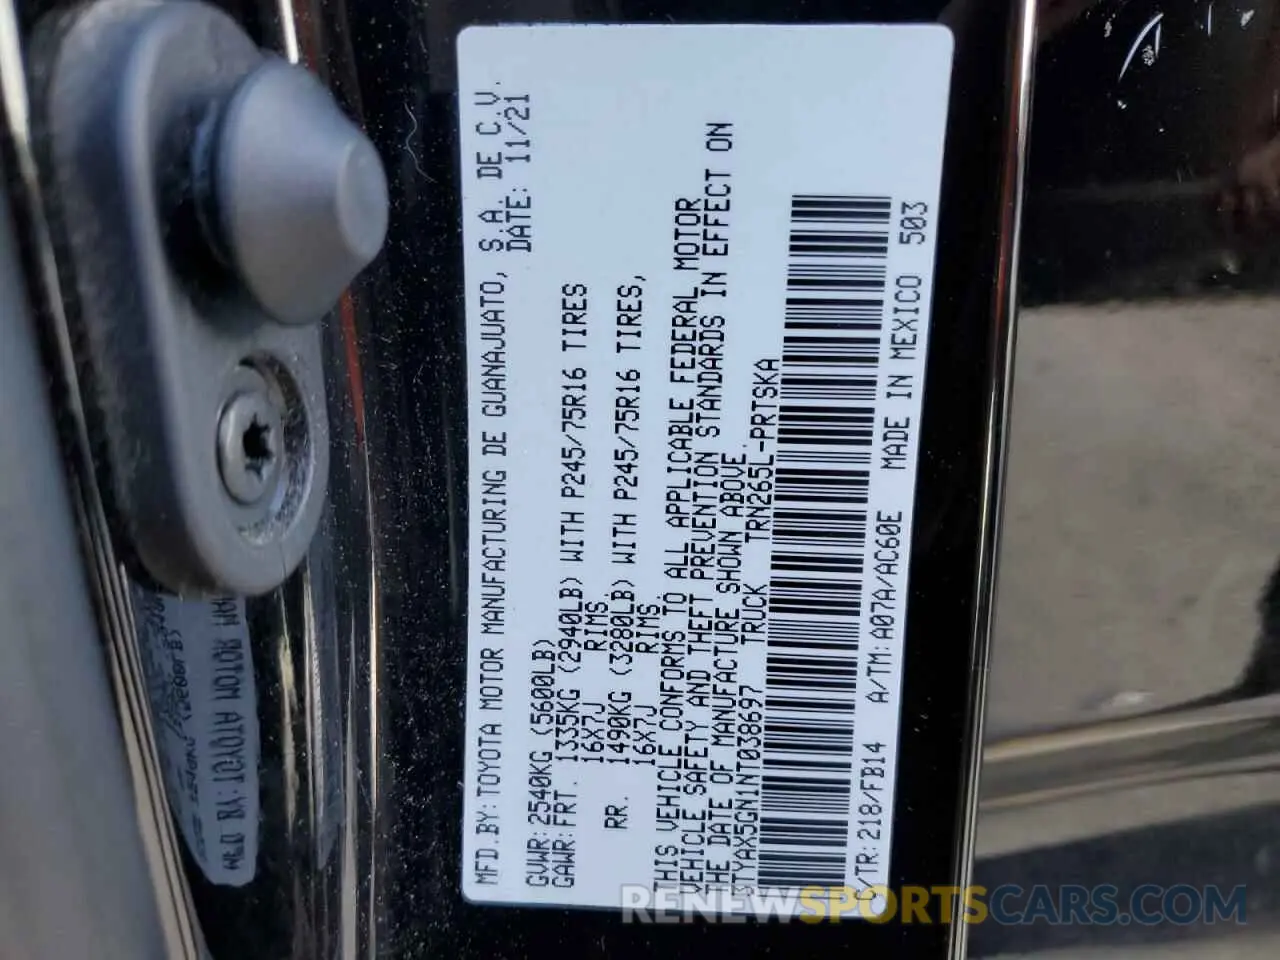 MFD.BY:TOYOTA MOTOR MANUFACTURING DE GUANAJUATO, S.A. DE C.V.
DATE: 11/21
GVWR:2540KG (5600LB)
GAWR:FRT. 1335KG (2940LB) WITH P245/75R16 TIRES
16X7J RIMS,
RR. 1490KG (3280LB) WITH P245/75R16 TIRES,
16X7J RIMS,
THIS VEHICLE CONFORMS TO ALL APPLICABLE FEDERAL MOTOR
VEHICLE SAFETY AND THEFT PREVENTION STANDARDS IN EFFECT ON
THE DATE OF MANUFACTURE SHOWN ABOVE.
3TYAX5GN1NT038697 TRUCK TRN265L-PRTSKA
C/TR:218/FB14 A/TM:A07A/AC60E MADE IN MEXICO 503
RENEWSPORTSCARS.COM